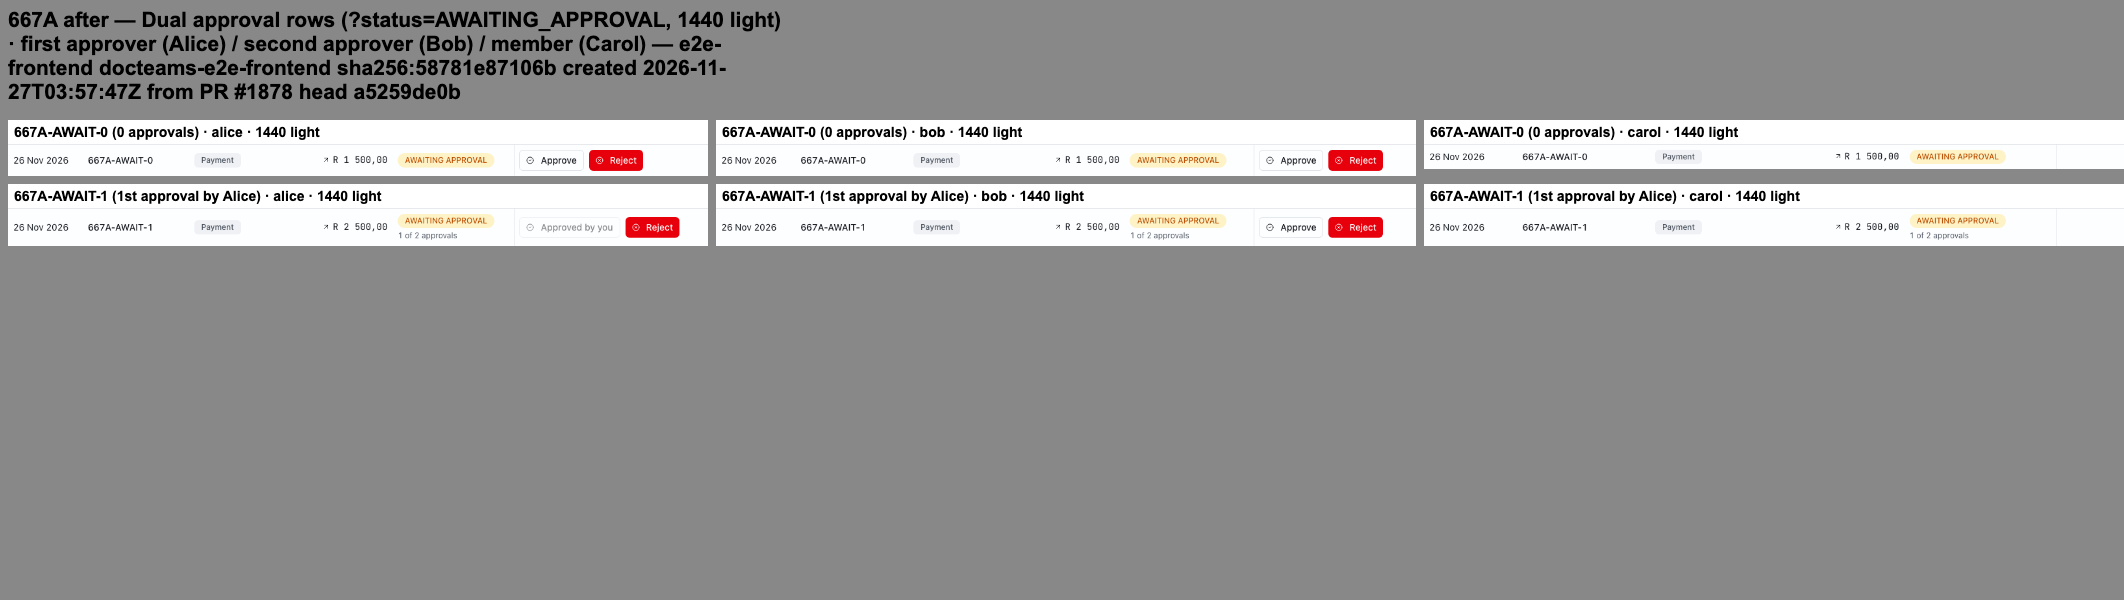 667A after — Dual approval rows (?status=AWAITING_APPROVAL, 1440 light)
· first approver (Alice) / second approver (Bob) / member (Carol) — e2e-
frontend docteams-e2e-frontend sha256:58781e87106b created 2026-11-
27T03:57:47Z from PR #1878 head a5259de0b
667A-AWAIT-0 (0 approvals) · alice · 1440 light
26 Nov 2026 667A-AWAIT-0 Payment ↗ R 1 500,00 AWAITING APPROVAL Approve Reject
667A-AWAIT-0 (0 approvals) · bob · 1440 light
26 Nov 2026 667A-AWAIT-0 Payment ↗ R 1 500,00 AWAITING APPROVAL Approve Reject
667A-AWAIT-0 (0 approvals) · carol · 1440 light
26 Nov 2026 667A-AWAIT-0 Payment ↗ R 1 500,00 AWAITING APPROVAL
667A-AWAIT-1 (1st approval by Alice) · alice · 1440 light
26 Nov 2026 667A-AWAIT-1 Payment ↗ R 2 500,00 AWAITING APPROVAL Approved by you Reject
1 of 2 approvals
667A-AWAIT-1 (1st approval by Alice) · bob · 1440 light
26 Nov 2026 667A-AWAIT-1 Payment ↗ R 2 500,00 AWAITING APPROVAL Approve Reject
1 of 2 approvals
667A-AWAIT-1 (1st approval by Alice) · carol · 1440 light
26 Nov 2026 667A-AWAIT-1 Payment ↗ R 2 500,00 AWAITING APPROVAL
1 of 2 approvals